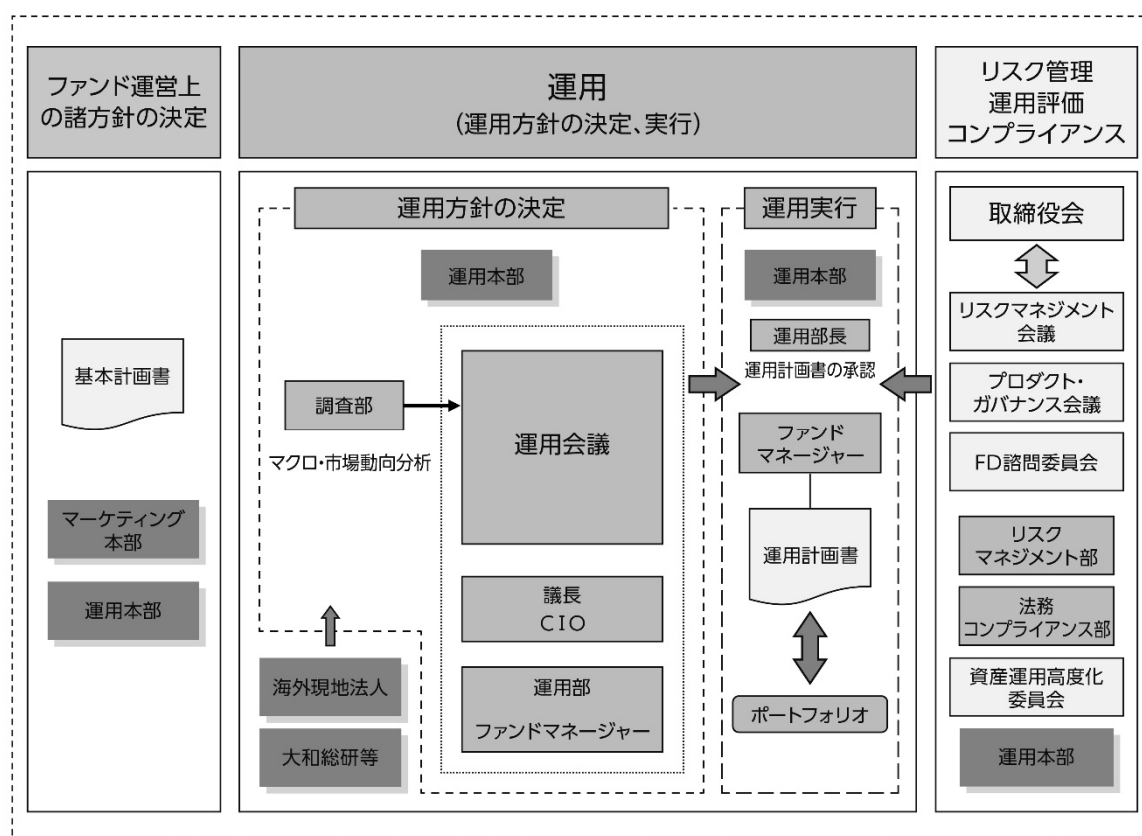 ファンド運営上
の諸方針の決定
運用
(運用方針の決定、実行)
リスク管理
運用評価
コンプライアンス
基本計画書
マーケティング
本部
運用本部
運用方針の決定
運用本部
調査部
マクロ・市場動向分析
運用会議
議長
CIO
運用部
ファンドマネージャー
海外現地法人
大和総研等
運用実行
運用本部
運用部長
運用計画書の承認
ファンド
マネージャー
運用計画書
ポートフォリオ
取締役会
リスクマネジメント
会議
プロダクト・
ガバナンス会議
FD諮問委員会
リスク
マネジメント部
法務
コンプライアンス部
資産運用高度化
委員会
運用本部